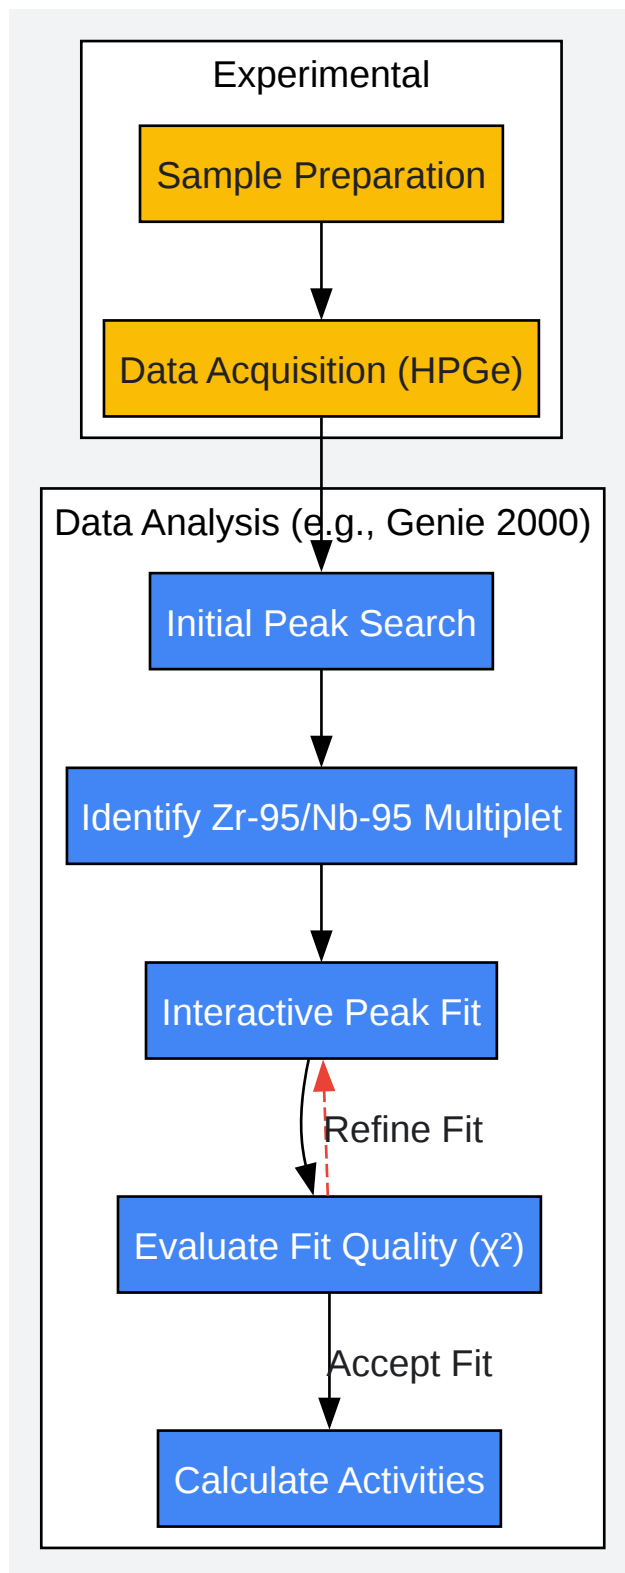 Experimental
Sample Preparation
Data Acquisition (HPGe)
Data Analysis (e.g., Genie 2000)
Initial Peak Search
Identify Zr-95/Nb-95 Multiplet
Interactive Peak Fit
Refine Fit
Evaluate Fit Quality (χ²)
Accept Fit
Calculate Activities